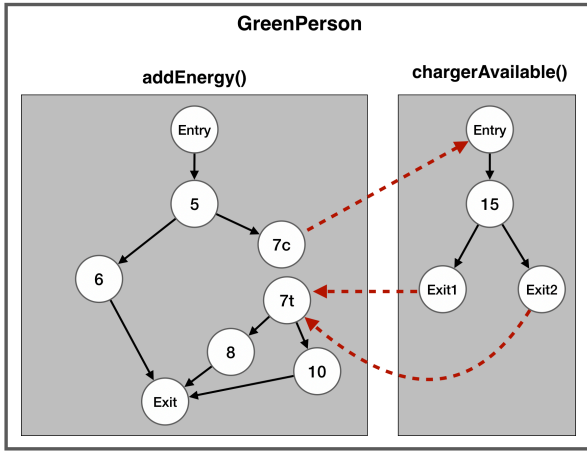 GreenPerson
addEnergy()
chargerAvailable()
Entry
5
7c
6
7t
8
10
Exit
Entry
15
Exit1
Exit2